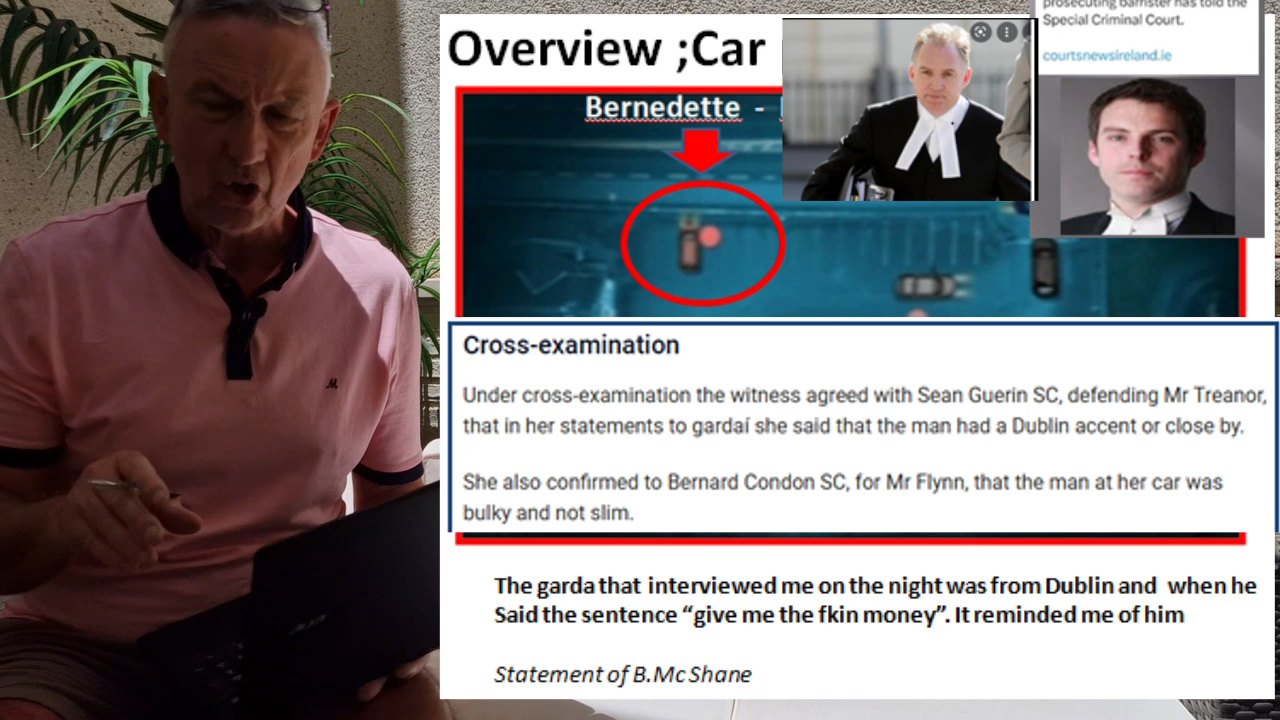 prosecuting barrister has told the
Special Criminal Court.
courtsnewsireland.ie
Overview ;Car
Bernedette -
Cross-examination
Under cross-examination the witness agreed with Sean Guerin SC, defending Mr Treanor,
that in her statements to gardaí she said that the man had a Dublin accent or close by.
She also confirmed to Bernard Condon SC, for Mr Flynn, that the man at her car was
bulky and not slim.
The garda that interviewed me on the night was from Dublin and when he
Said the sentence “give me the fkin money”. It reminded me of him
Statement of B.McShane